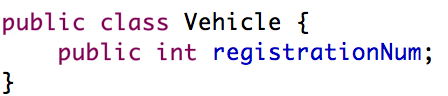 public class Vehicle {
    public int registrationNum;
}